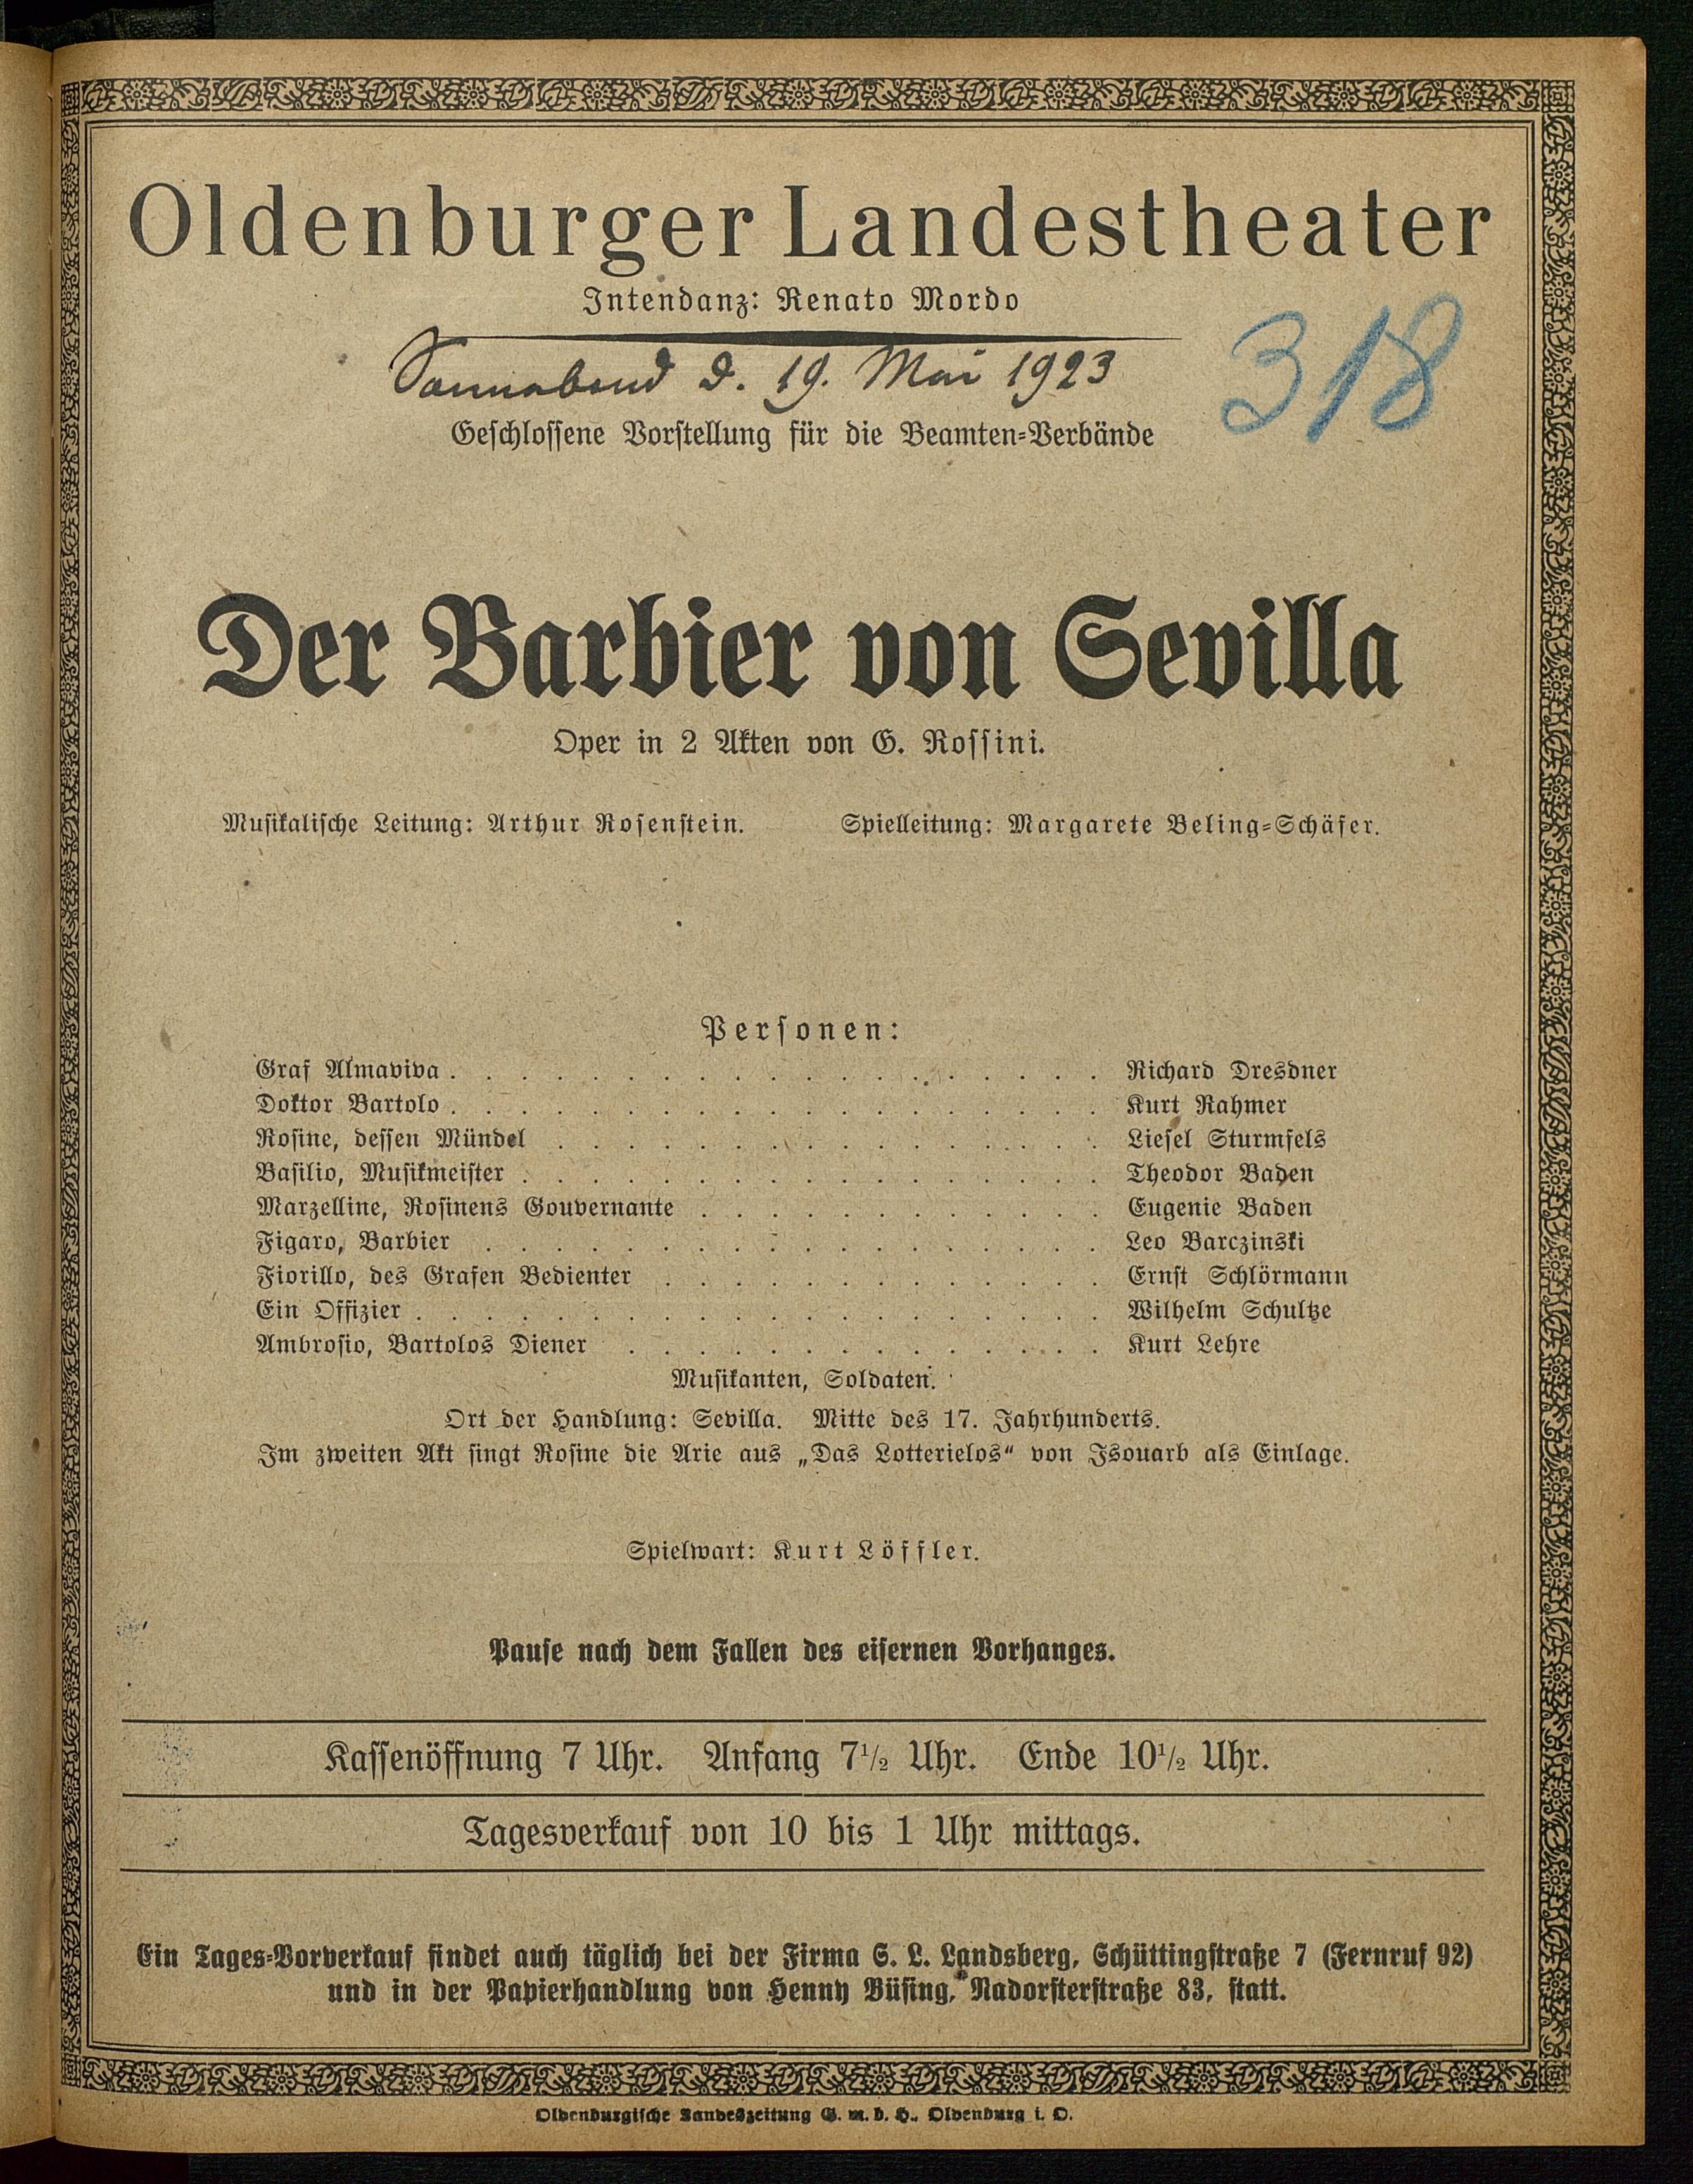 Oldenburger Landestheater
Intendanz: Renato Mordo
Sonnabend d. 19. Mai 1923
318
Geschlossene Vorstellung für die Beamten-Verbände
Der Barbier von Sevilla
Oper in 2 Akten von G. Rossini.
Musikalische Leitung: Arthur Rosenstein. Spielleitung: Margarete Beling-Schäfer.
Personen:
Graf Almaviva . . . . . . . . . . . . . . . . . . . Richard Dresdner
Doktor Bartolo . . . . . . . . . . . . . . . . . . . Kurt Rahmer
Rosine, dessen Mündel . . . . . . . . . . . . . . . . Liesel Sturmfels
Basilio, Musikmeister . . . . . . . . . . . . . . . . . Theodor Baden
Marzelline, Rosinens Gouvernante . . . . . . . . . . . . Eugenie Baden
Figaro, Barbier . . . . . . . . . . . . . . . . . . Leo Barczinski
Fiorillo, des Grafen Bedienter . . . . . . . . . . . . . Ernst Schlörmann
Ein Offizier . . . . . . . . . . . . . . . . . . . . Wilhelm Schultze
Ambrosio, Bartolos Diener . . . . . . . . . . . . . . Kurt Lehre
Musikanten, Soldaten.
Ort der Handlung: Sevilla. Mitte des 17. Jahrhunderts.
Im zweiten Akt singt Rosine die Arie aus „Das Lotterielos“ von Isouard als Einlage.
Spielwart: Kurt Löffler.
Pause nach dem Fallen des eisernen Vorhanges.
Kassenöffnung 7 Uhr. Anfang 7½ Uhr. Ende 10½ Uhr.
Tagesverkauf von 10 bis 1 Uhr mittags.
Ein Tages-Vorverkauf findet auch täglich bei der Firma S. L. Landsberg, Schüttingstraße 7 (Fernruf 92)
und in der Papierhandlung von Henny Büsing, Nadorsterstraße 83, statt.
Oldenburgische Landeszeitung G. m. b. H., Oldenburg i. O.